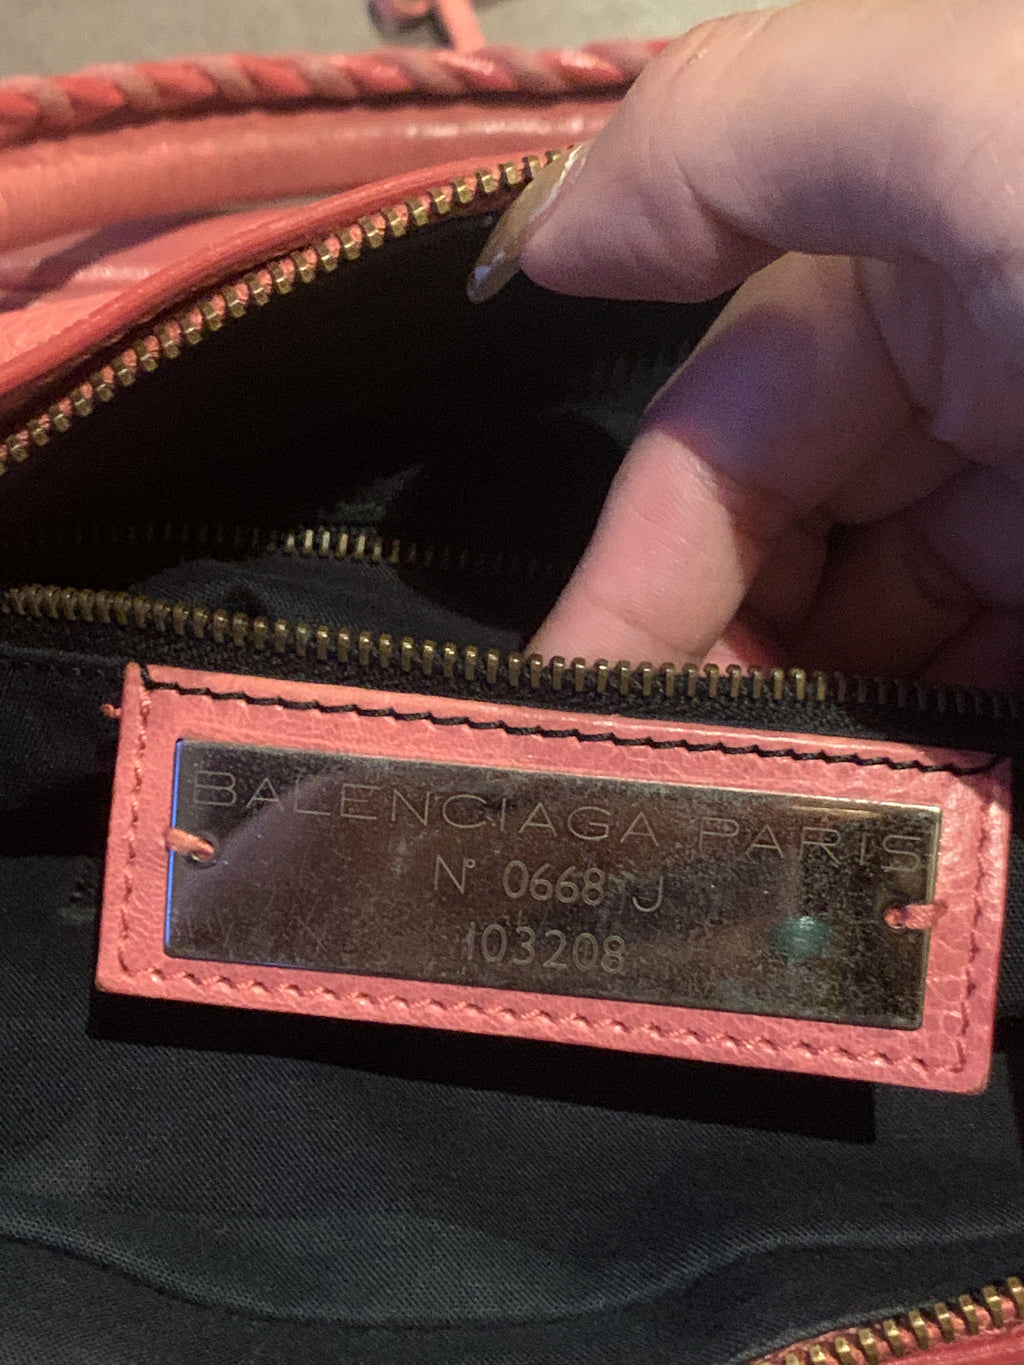 BALENCIAGA PARIS
N° 0668 J
103208